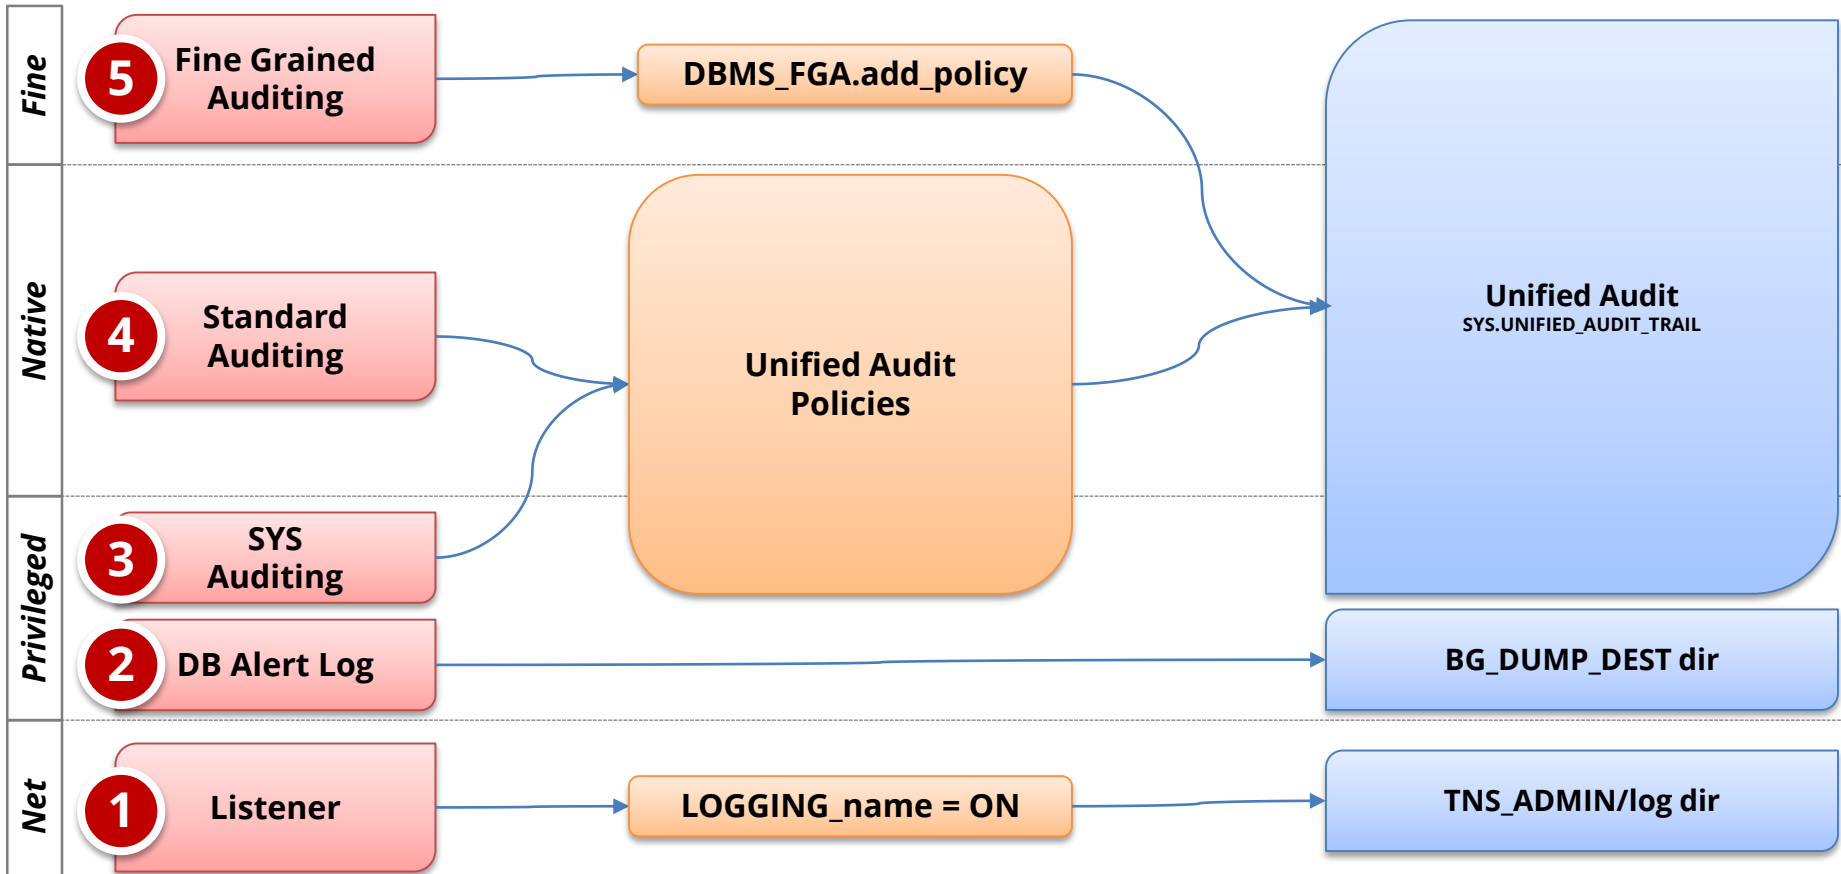 Fine
5
Fine Grained
Auditing
DBMS_FGA.add_policy
Native
4
Standard
Auditing
Unified Audit
Policies
Unified Audit
SYS.UNIFIED_AUDIT_TRAIL
Privileged
3
SYS
Auditing
2
DB Alert Log
BG_DUMP_DEST dir
Net
1
Listener
LOGGING_name = ON
TNS_ADMIN/log dir